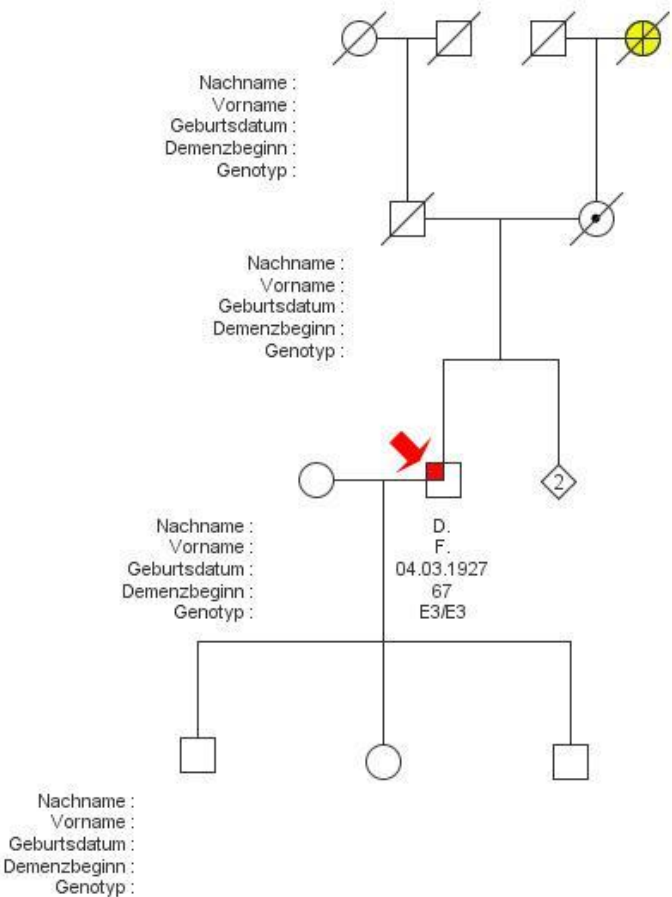 Nachname :
Vorname :
Geburtsdatum :
Demenzbeginn :
Genotyp :
Nachname :
Vorname :
Geburtsdatum :
Demenzbeginn :
Genotyp :
2
Nachname : D.
Vorname : F.
Geburtsdatum : 04.03.1927
Demenzbeginn : 67
Genotyp : E3/E3
Nachname :
Vorname :
Geburtsdatum :
Demenzbeginn :
Genotyp :